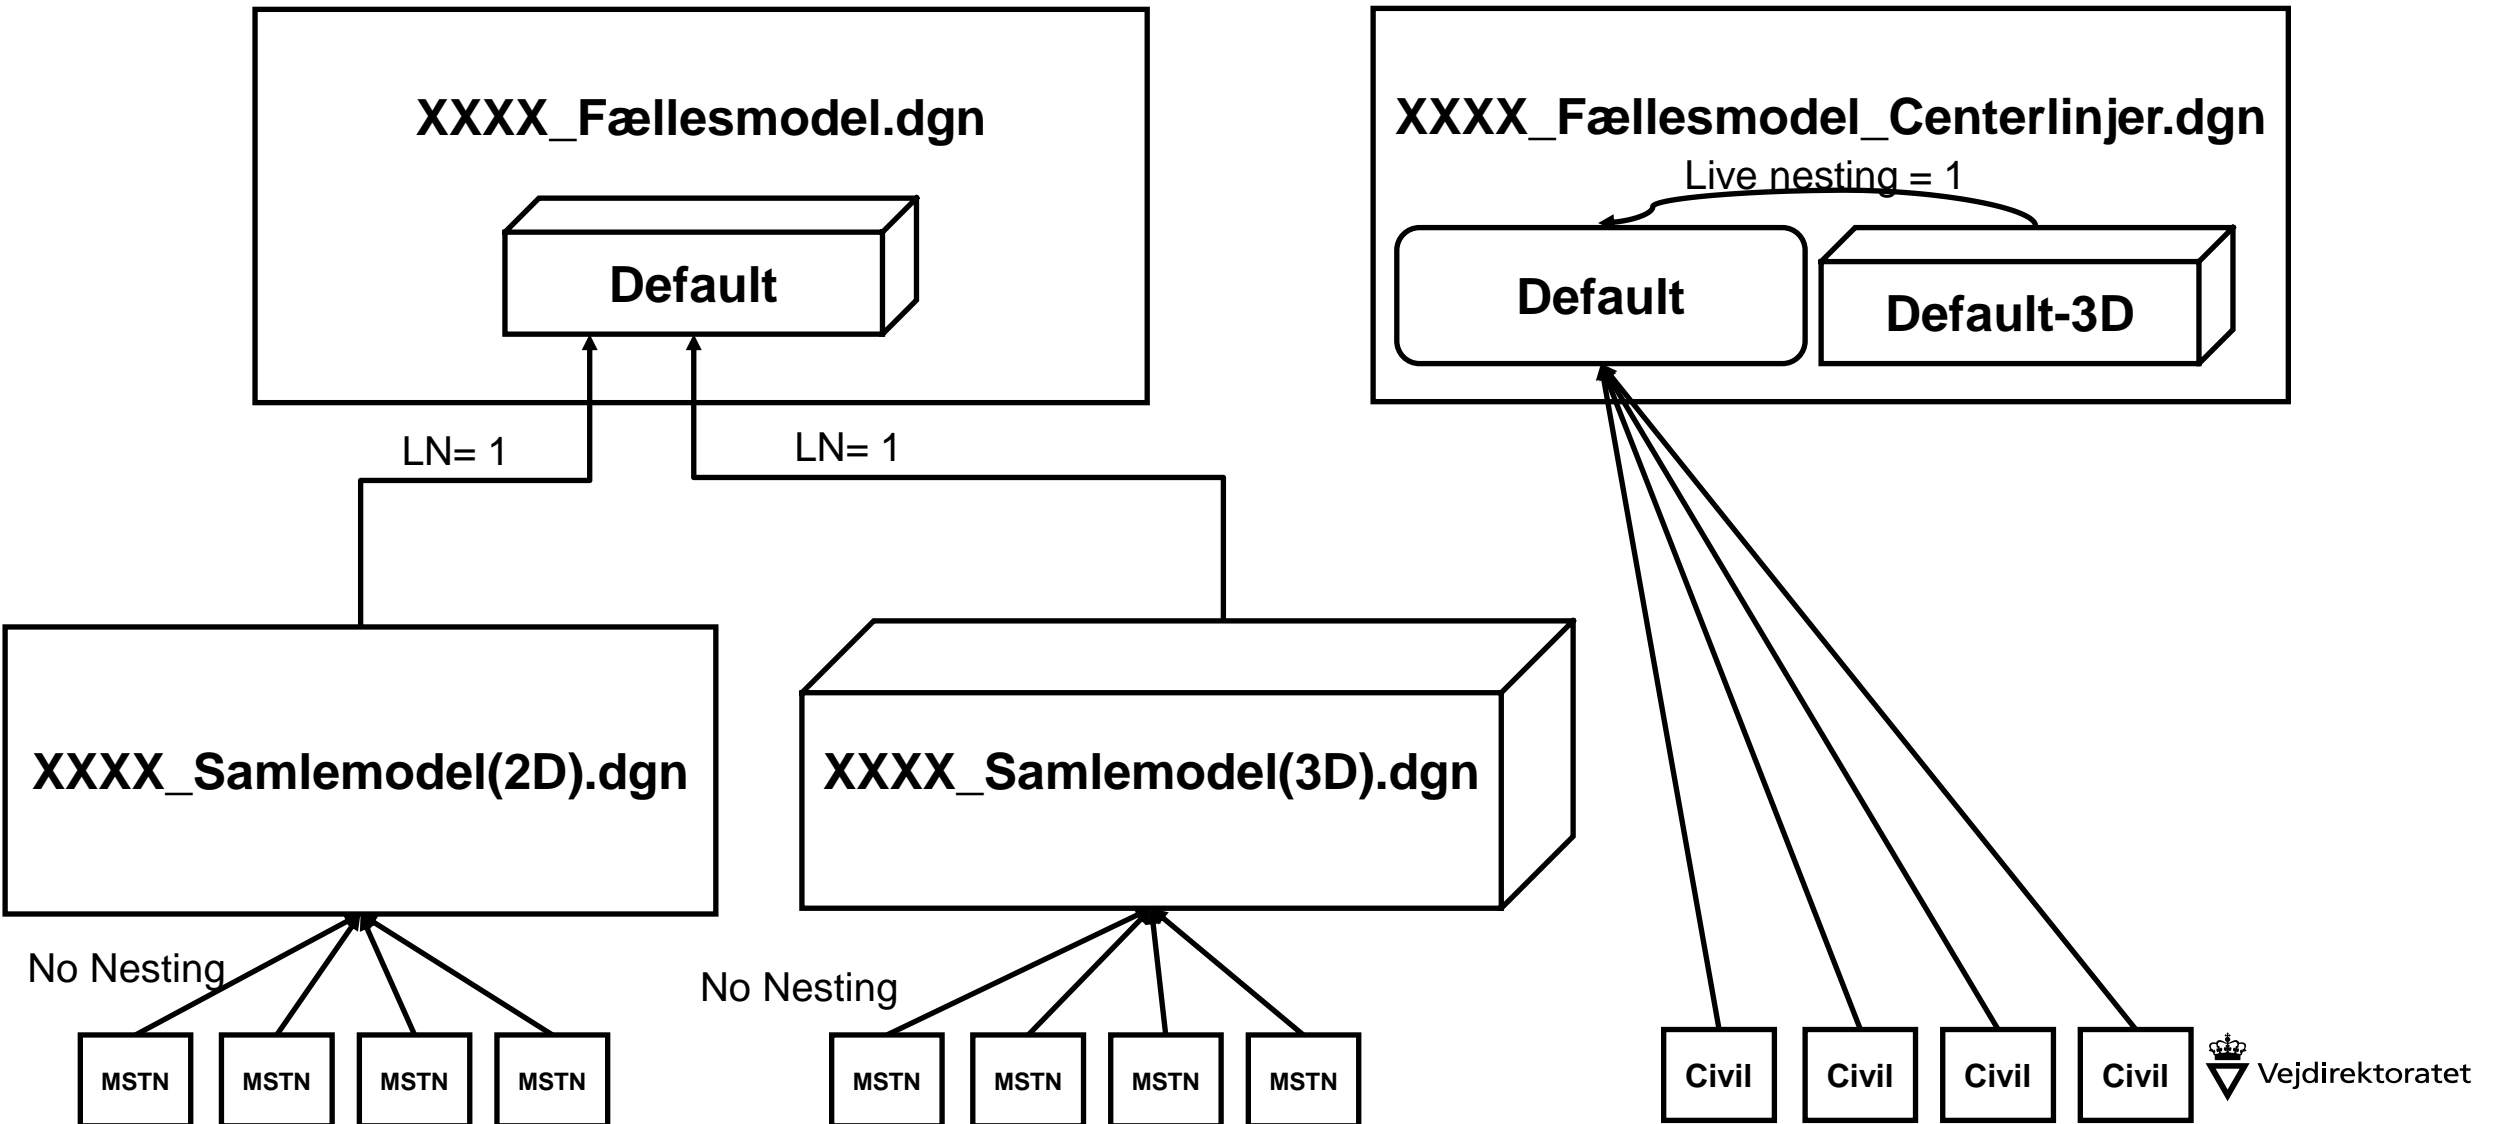 XXXX_Fællesmodel.dgn
Default
XXXX_Fællesmodel_Centerlinjer.dgn
Live nesting = 1
Default
Default-3D
LN= 1
LN= 1
XXXX_Samlemodel(2D).dgn
XXXX_Samlemodel(3D).dgn
No Nesting
No Nesting
MSTN
MSTN
MSTN
MSTN
MSTN
MSTN
MSTN
MSTN
Civil
Civil
Civil
Civil
Vejdirektoratet